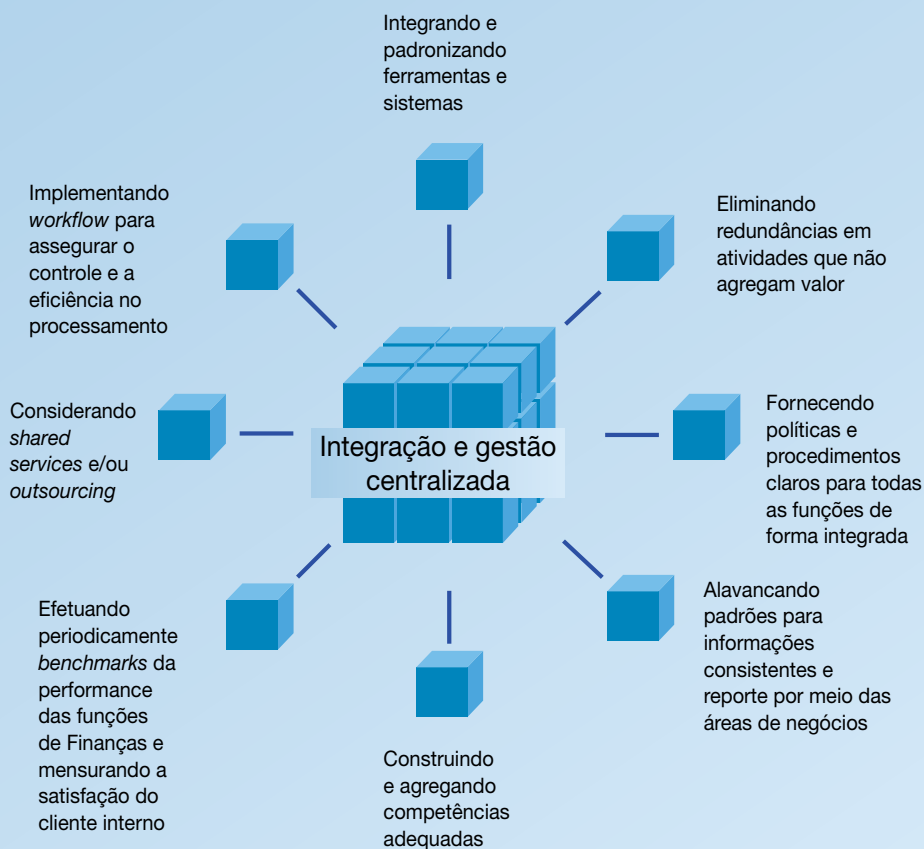 Integrando e
padronizando
ferramentas e
sistemas
Implementando
workflow para
assegurar o
controle e a
eficiência no
processamento
Eliminando
redundâncias em
atividades que não
agregam valor
Considerando
shared
services e/ou
outsourcing
Integração e gestão
centralizada
Fornecendo
políticas e
procedimentos
claros para todas
as funções de
forma integrada
Efetuando
periodicamente
benchmarks da
performance
das funções
de Finanças e
mensurando a
satisfação do
cliente interno
Alavancando
padrões para
informações
consistentes e
reporte por meio das
áreas de negócios
Construindo
e agregando
competências
adequadas